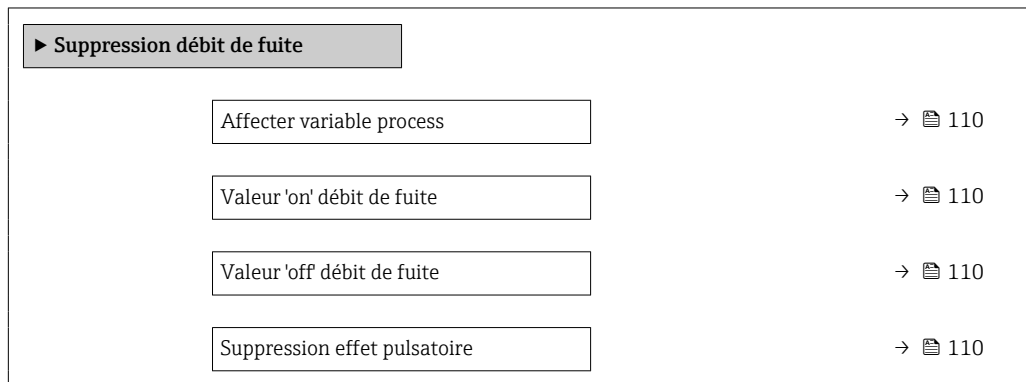 ► Suppression débit de fuite
Affecter variable process → 110
Valeur 'on' débit de fuite → 110
Valeur 'off' débit de fuite → 110
Suppression effet pulsatoire → 110